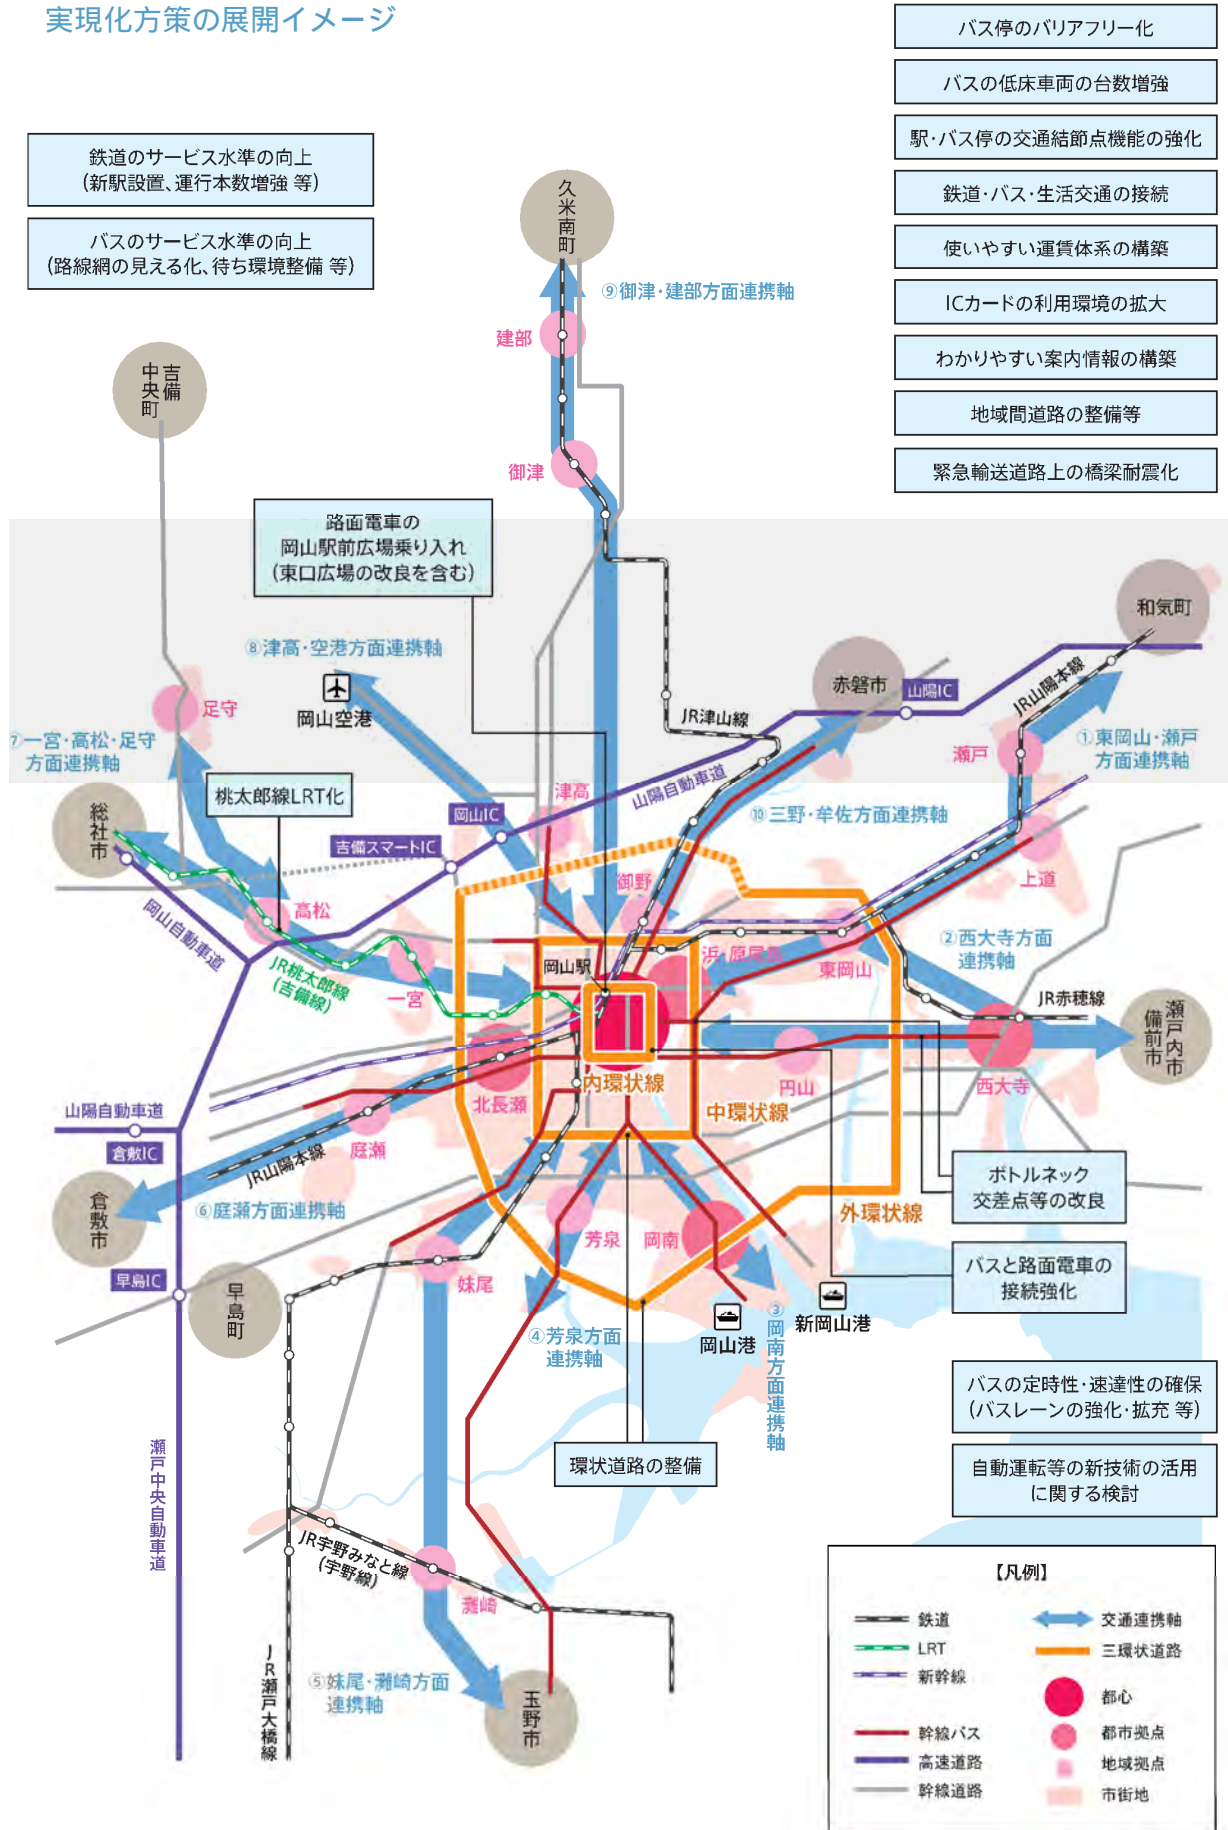 実現化方策の展開イメージ
バス停のバリアフリー化
バスの低床車両の台数増強
駅・バス停の交通結節点機能の強化
鉄道・バス・生活交通の接続
使いやすい運賃体系の構築
ICカードの利用環境の拡大
わかりやすい案内情報の構築
地域間道路の整備等
緊急輸送道路上の橋梁耐震化
鉄道のサービス水準の向上
(新駅設置、運行本数増強 等)
バスのサービス水準の向上
(路線網の見える化、待ち環境整備 等)
久米南町
⑨御津・建部方面連携軸
建部
吉備
中央町
御津
路面電車の
岡山駅前広場乗り入れ
(東口広場の改良を含む)
和気町
⑧津高・空港方面連携軸
岡山空港
赤磐市
山陽IC
JR山陽本線
足守
JR津山線
⑦一宮・高松・足守
方面連携軸
瀬戸
①東岡山・瀬戸
方面連携軸
桃太郎線LRT化
津高
山陽自動車道
総社市
岡山IC
⑩三野・牟佐方面連携軸
吉備スマートIC
御野
上道
高松
岡山自動車道
JR桃太郎線
(吉備線)
一宮
岡山駅
浜・原尾島
東岡山
②西大寺方面
連携軸
JR赤穂線
瀬戸内市
備前市
内環状線
中環状線
円山
西大寺
北長瀬
山陽自動車道
倉敷IC
庭瀬
JR山陽本線
倉敷市
⑥庭瀬方面連携軸
ボトルネック
交差点等の改良
外環状線
芳泉
岡南
早島IC
早島町
妹尾
バスと路面電車の
接続強化
④芳泉方面
連携軸
岡山港
③岡南方面連携軸
新岡山港
バスの定時性・速達性の確保
(バスレーンの強化・拡充 等)
環状道路の整備
自動運転等の新技術の活用
に関する検討
瀬戸中央自動車道
JR宇野みなと線
(宇野線)
灘崎
JR瀬戸大橋線
⑤妹尾・灘崎方面
連携軸
玉野市
【凡例】
鉄道
LRT
新幹線
幹線バス
高速道路
幹線道路
交通連携軸
三環状道路
都心
都市拠点
地域拠点
市街地